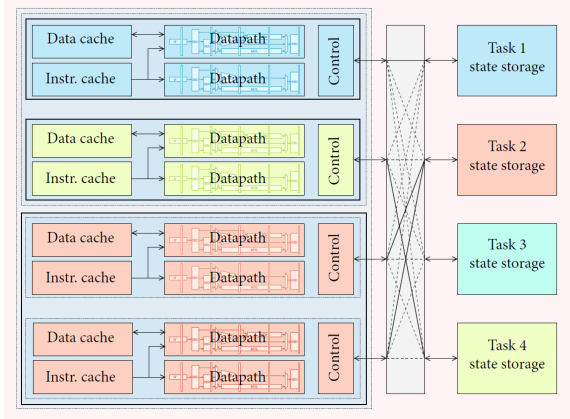 Data cache
Datapath
Control
Instr. cache
Datapath
Task 1
state storage
Data cache
Datapath
Control
Instr. cache
Datapath
Task 2
state storage
Data cache
Datapath
Control
Instr. cache
Datapath
Task 3
state storage
Data cache
Datapath
Control
Instr. cache
Datapath
Task 4
state storage